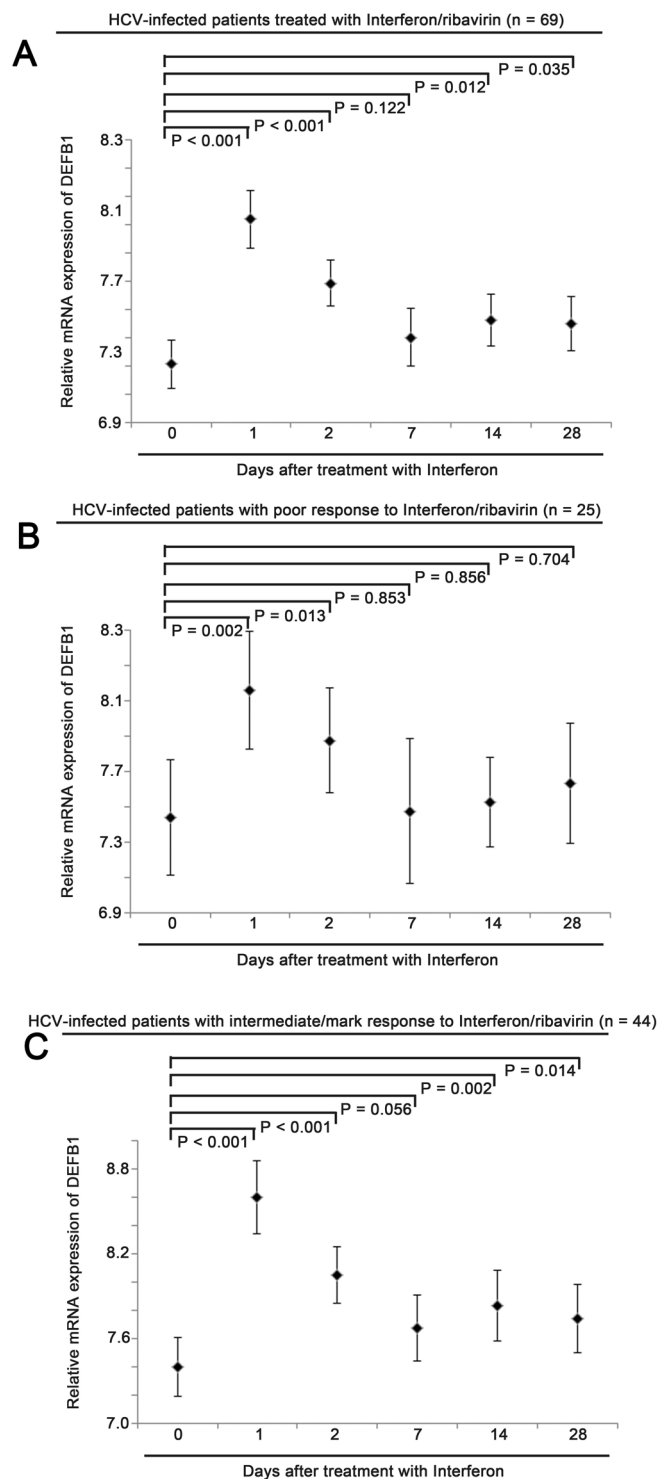 HCV-infected patients treated with Interferon/ribavirin (n = 69)
A
P = 0.035
P = 0.012
P = 0.122
P < 0.001
P < 0.001
Relative mRNA expression of DEFB1
8.3
8.1
7.7
7.3
6.9
0 1 2 7 14 28
Days after treatment with Interferon
HCV-infected patients with poor response to Interferon/ribavirin (n = 25)
B
P = 0.704
P = 0.856
P = 0.853
P = 0.013
P = 0.002
Relative mRNA expression of DEFB1
8.3
8.1
7.7
7.3
6.9
0 1 2 7 14 28
Days after treatment with Interferon
HCV-infected patients with intermediate/mark response to Interferon/ribavirin (n = 44)
C
P = 0.014
P = 0.002
P = 0.056
P < 0.001
P < 0.001
Relative mRNA expression of DEFB1
8.8
8.2
7.6
7.0
0 1 2 7 14 28
Days after treatment with Interferon